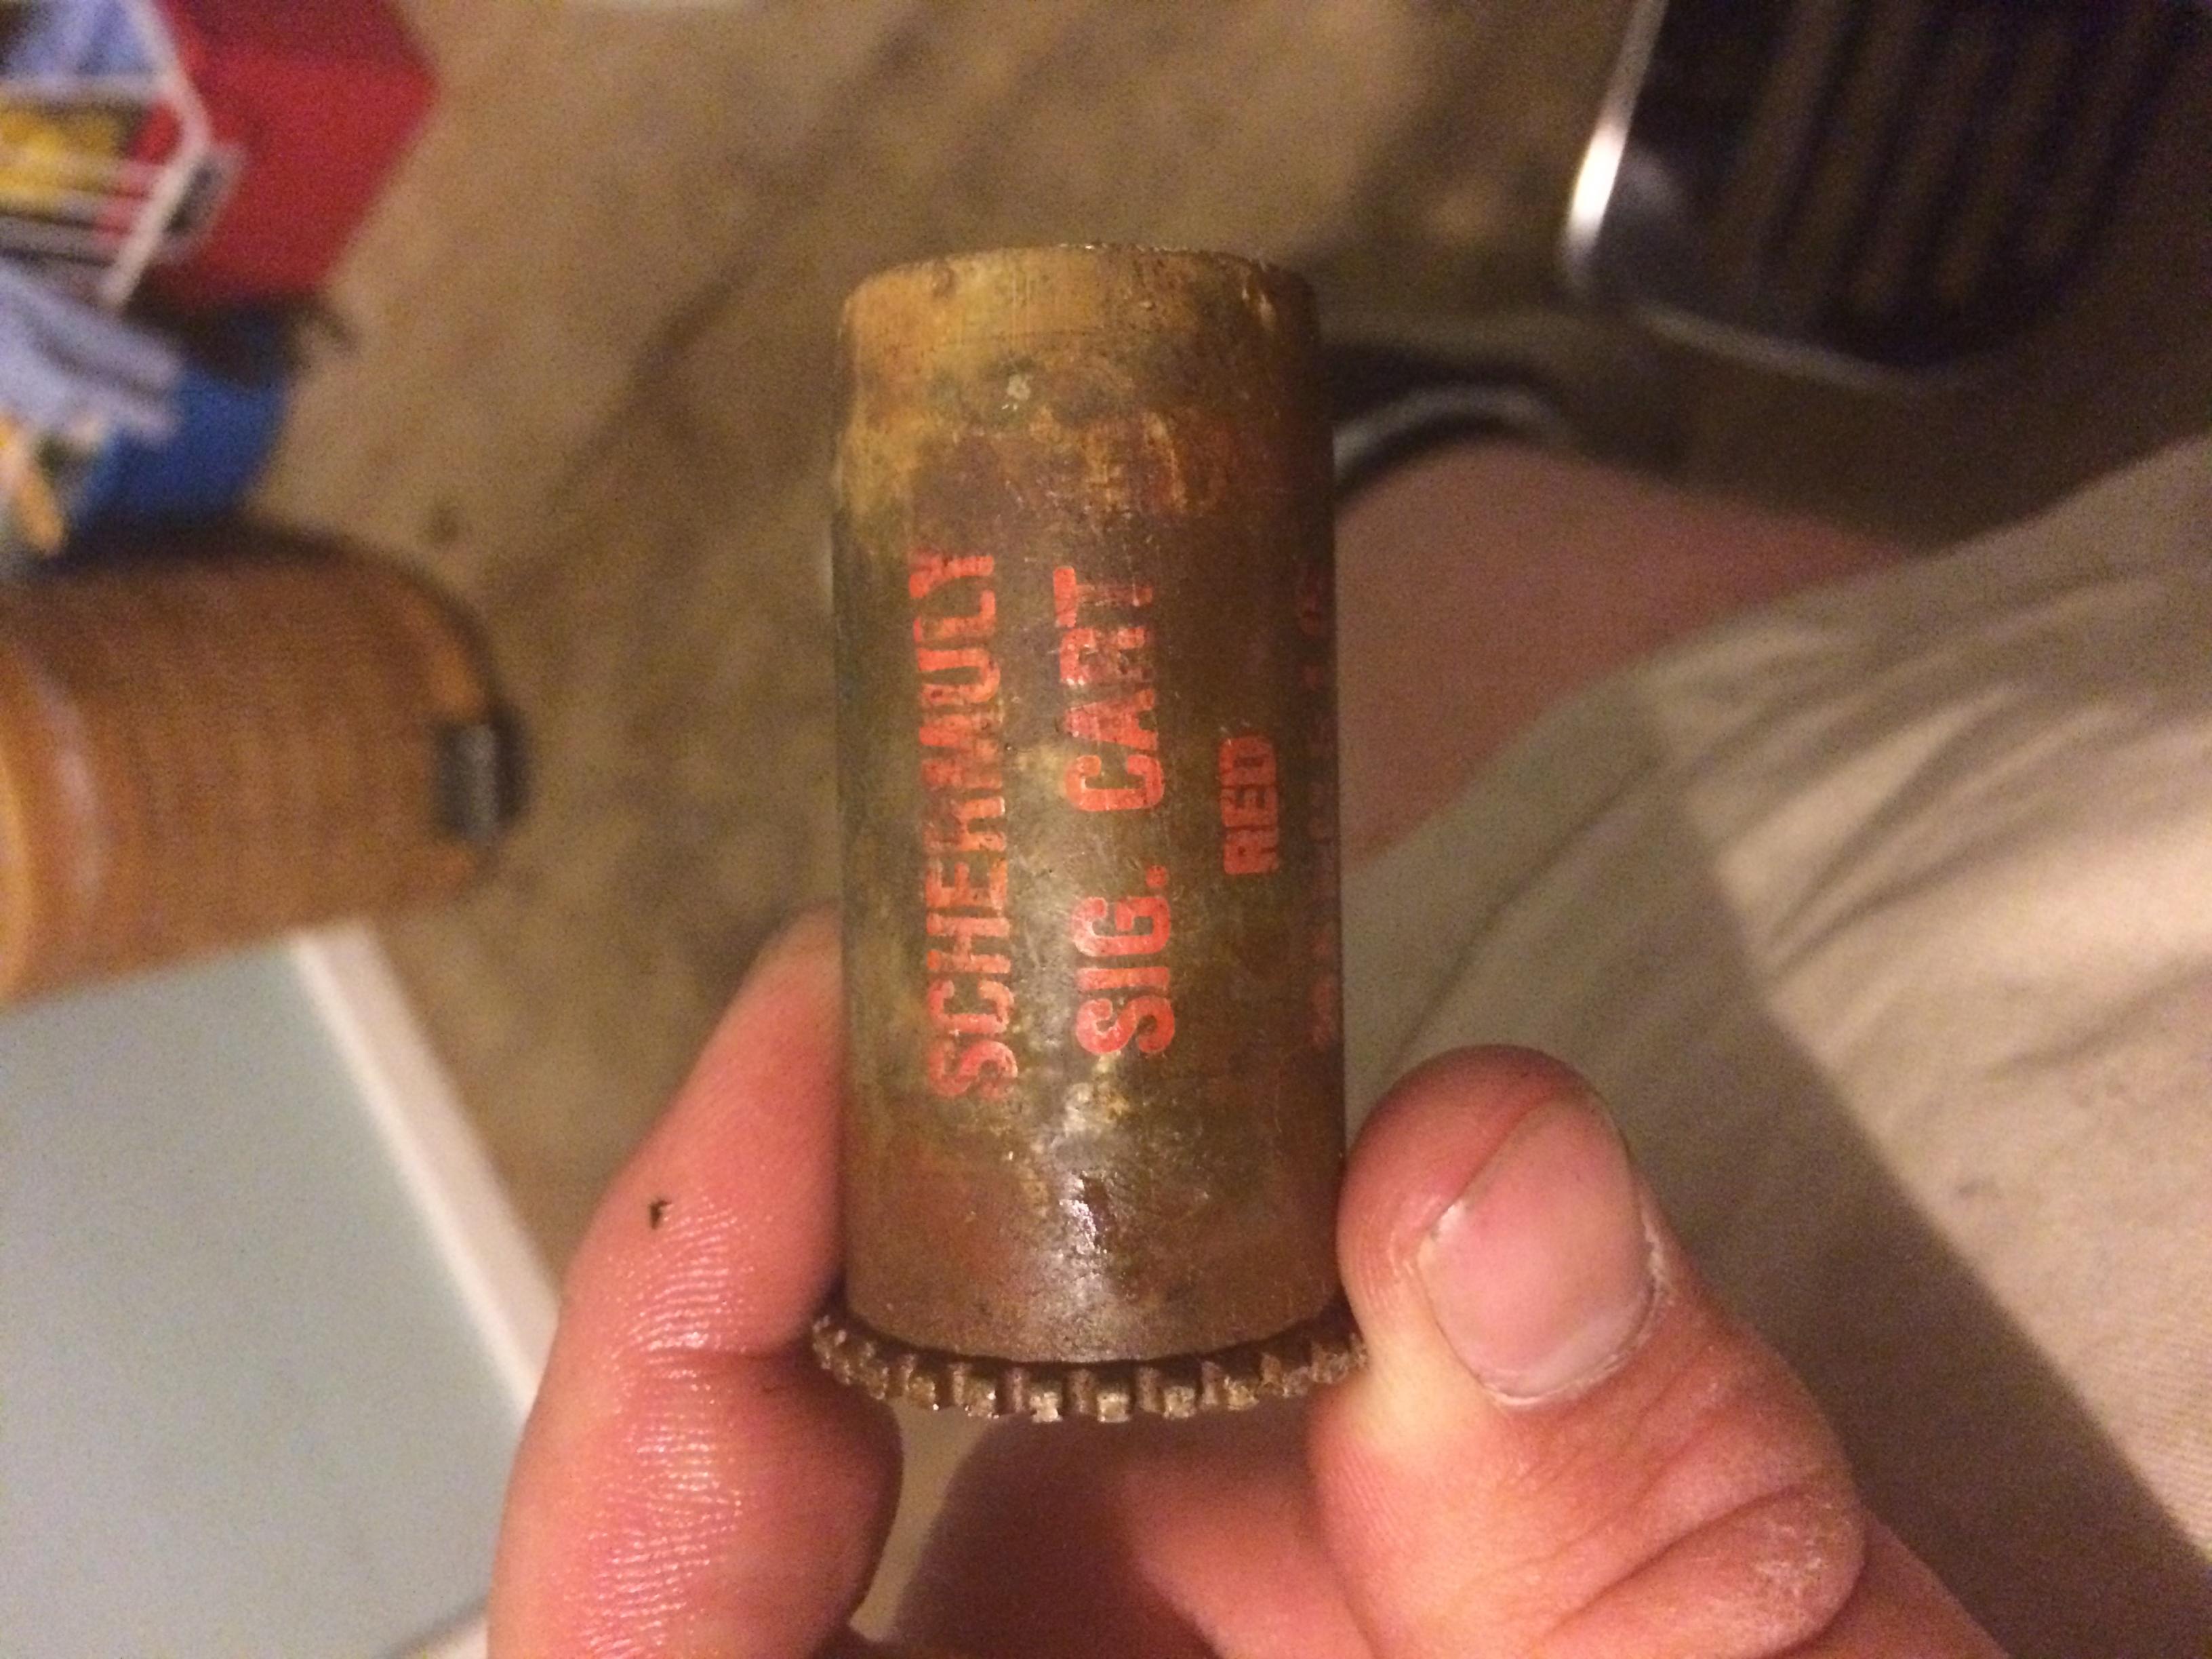 SCHERMULY
SIG. CART
RED